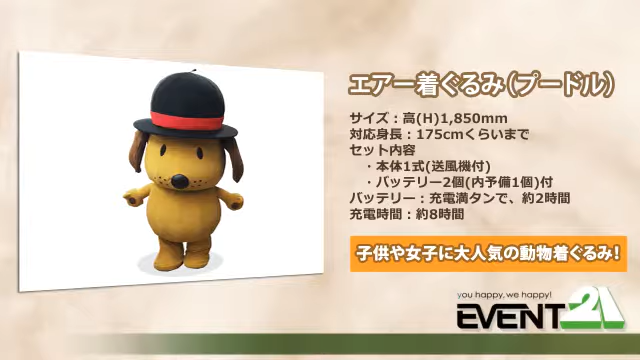 エアー着ぐるみ(プードル)
サイズ：高(H)1,850mm
対応身長：175cmくらいまで
セット内容
・本体1式(送風機付)
・バッテリー2個(内予備1個)付
バッテリー：充電満タンで、約2時間
充電時間：約8時間
子供や女子に大人気の動物着ぐるみ!
you happy, we happy!
EVENT21